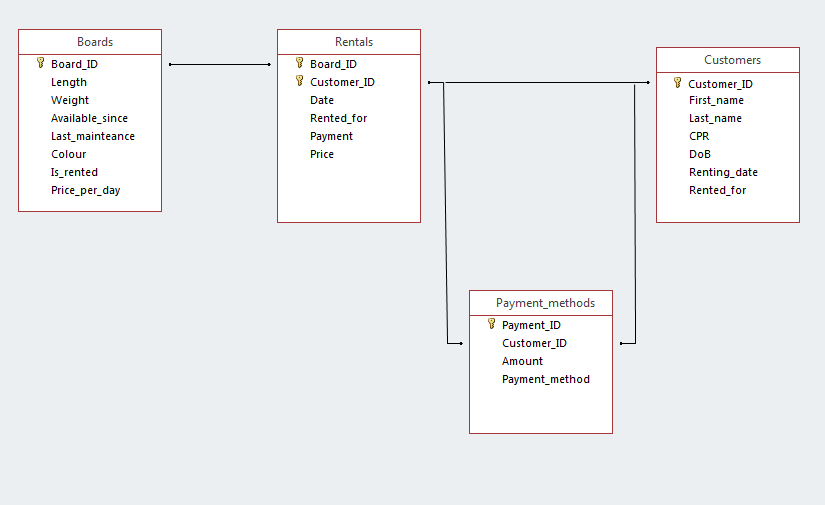 Boards
Board_ID
Length
Weight
Available_since
Last_mainteance
Colour
Is_rented
Price_per_day
Rentals
Board_ID
Customer_ID
Date
Rented_for
Payment
Price
Customers
Customer_ID
First_name
Last_name
CPR
DoB
Renting_date
Rented_for
Payment_methods
Payment_ID
Customer_ID
Amount
Payment_method